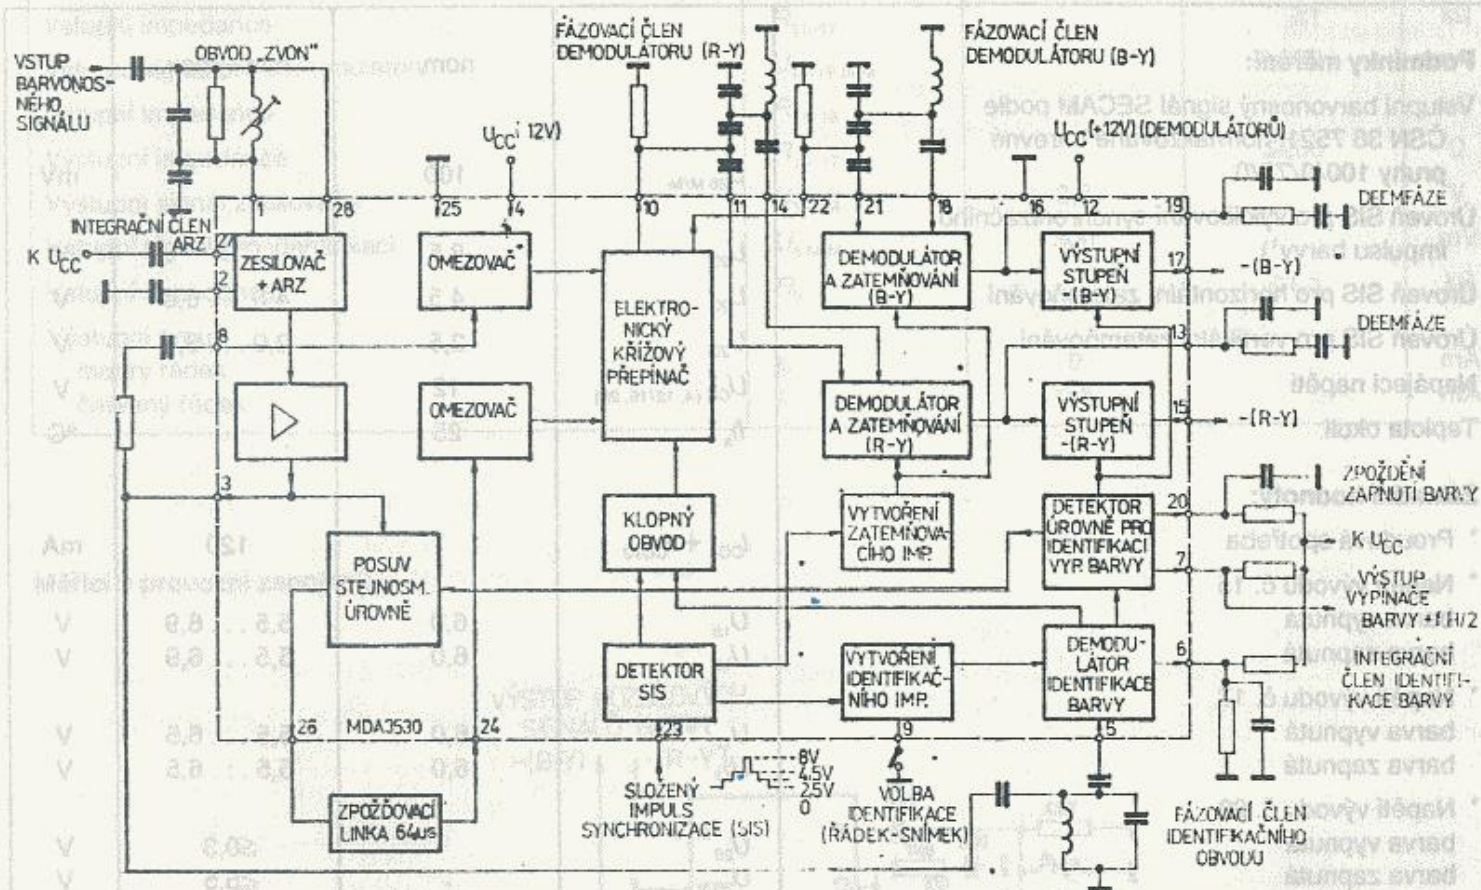 VSTUP
BARVONOS-
NÉHO
SIGNÁLU
OBVOD „ZVON"
FÁZOVACÍ ČLEN
DEMODULÁTORU (R-Y)
FÁZOVACÍ ČLEN
DEMODULÁTORU (B-Y)
UCC
12V)
UCC (+12V) (DEMODULÁTORŮ)
1
28
25
4
10
11
14
22
21
18
16
12
19
INTEGRAČNÍ ČLEN
ARZ
27
K UCC
2
8
3
ZESILOVAČ
+ ARZ
OMEZOVAČ
OMEZOVAČ
ELEKTRO-
NICKÝ
KŘÍŽOVÝ
PŘEPÍNAČ
DEMODULÁTOR
A ZATEMŇOVÁNÍ
(B-Y)
VÝSTUPNÍ
STUPEŇ
-(B-Y)
DEEMFÁZE
17
-(B-Y)
13
DEEMFÁZE
DEMODULÁTOR
A ZATEMŇOVÁNÍ
(R-Y)
VÝSTUPNÍ
STUPEŇ
-(R-Y)
15
-(R-Y)
POSUV
STEJNOSM.
ÚROVNĚ
KLOPNÝ
OBVOD
VYTVOŘENÍ
ZATEMŇOVA-
CÍHO IMP.
DETEKTOR
ÚROVNĚ PRO
IDENTIFIKACI
VYP. BARVY
20
ZPOŽDĚNÍ
ZAPNUTÍ BARVY
K UCC
7
VÝSTUP
VYPÍNAČE
BARVY
H/2
DETEKTOR
SIS
VYTVOŘENÍ
IDENTIFIKAČ-
NÍHO IMP.
DEMODU-
LÁTOR
IDENTIFIKACE
BARVY
6
INTEGRAČNÍ
ČLEN IDENTIFI-
KACE BARVY
26
MDA3530
24
23
9
5
ZPOŽĎOVACÍ
LINKA 64µs
SLOŽENÝ
IMPULS
SYNCHRONIZACE (SIS)
8V
4.5V
2.5V
0
VOLBA
IDENTIFIKACE
(ŘÁDEK-SNÍMEK)
FÁZOVACÍ ČLEN
IDENTIFIKAČNÍHO
OBVODU